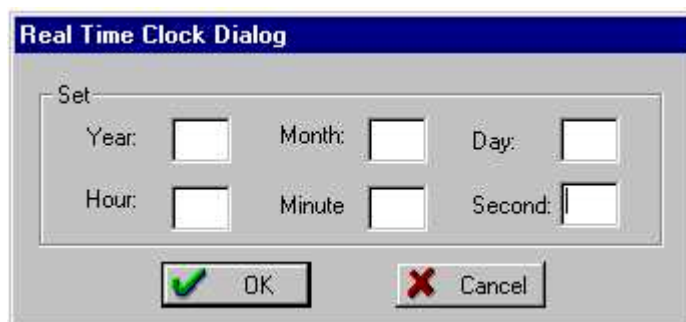 Real Time Clock Dialog
Set
Year: Month: Day:
Hour: Minute Second:
OK Cancel